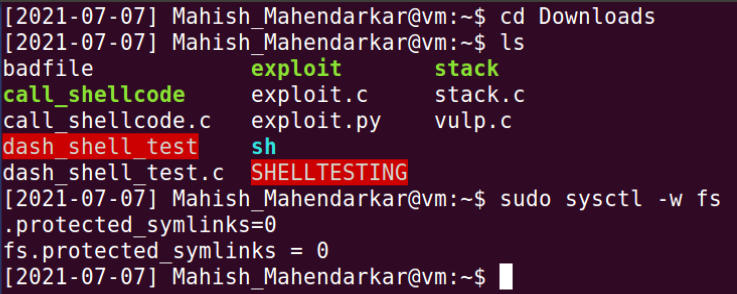 [2021-07-07] Mahish_Mahendarkar@vm:~$ cd Downloads
[2021-07-07] Mahish_Mahendarkar@vm:~$ ls
badfile exploit stack
call_shellcode exploit.c stack.c
call_shellcode.c exploit.py vulp.c
dash_shell_test sh
dash_shell_test.c SHELLTESTING
[2021-07-07] Mahish_Mahendarkar@vm:~$ sudo sysctl -w fs
.protected_symlinks=0
fs.protected_symlinks = 0
[2021-07-07] Mahish_Mahendarkar@vm:~$